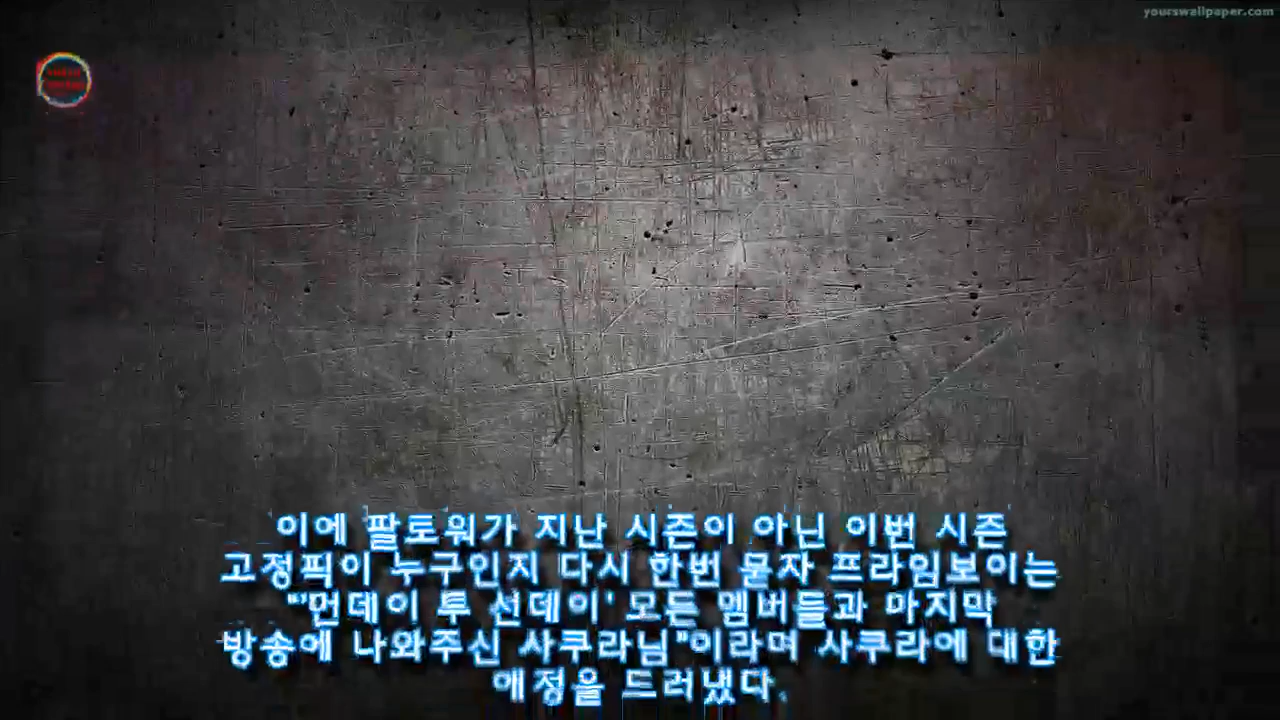 yourswallpaper.com
이에 팔로워가 지난 시즌이 아닌 이번 시즌
고정픽이 누구인지 다시 한번 묻자 프라임보이는
"'먼데이 투 선데이' 모든 멤버들과 마지막
방송에 나와주신 사쿠라님"이라며 사쿠라에 대한
애정을 드러냈다.